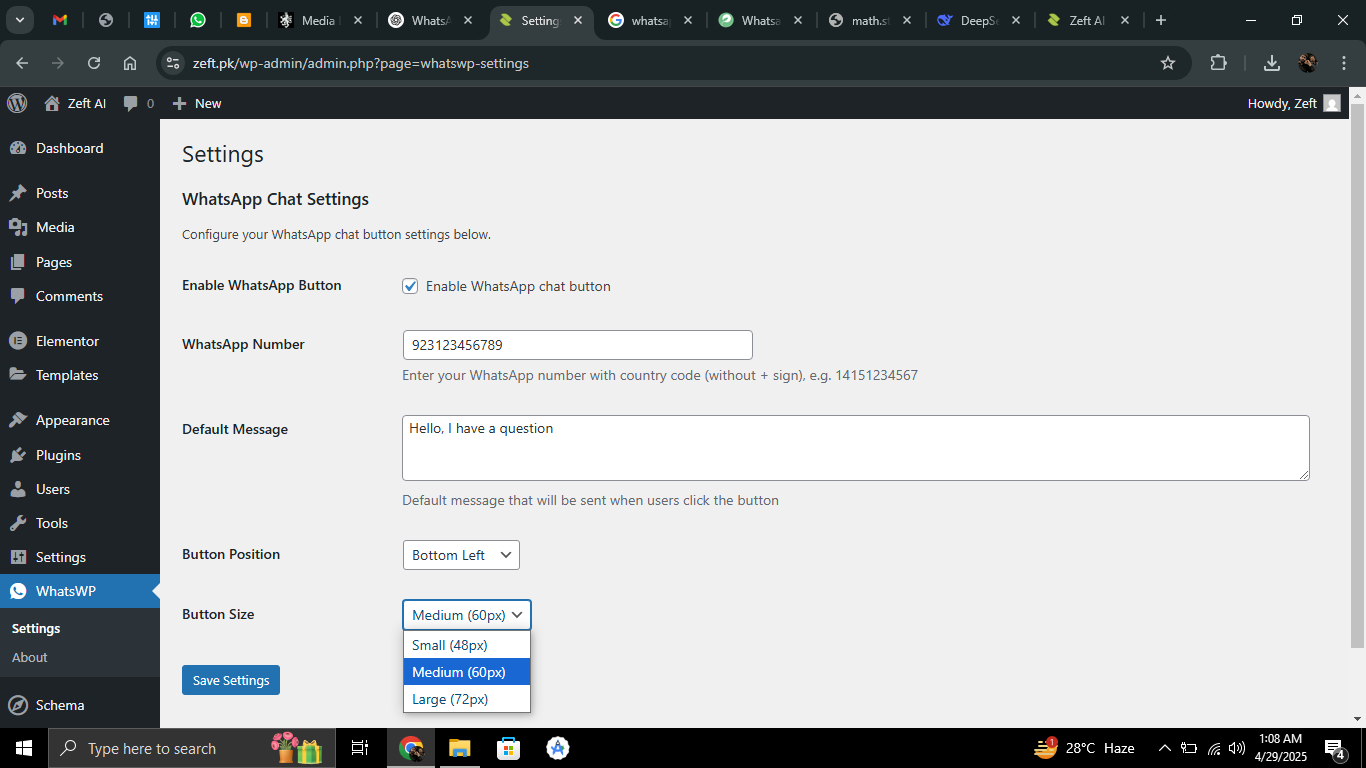 Media
WhatsA
Setting
whatsap
Whatsa
math.s
DeepSe
Zeft AI
zeft.pk/wp-admin/admin.php?page=whatswp-settings
Zeft AI 0 New Howdy, Zeft
Dashboard
Posts
Media
Pages
Comments
Elementor
Templates
Appearance
Plugins
Users
Tools
Settings
WhatsWP
Settings
About
Schema
Settings
WhatsApp Chat Settings
Configure your WhatsApp chat button settings below.
Enable WhatsApp Button
Enable WhatsApp chat button
WhatsApp Number
923123456789
Enter your WhatsApp number with country code (without + sign), e.g. 14151234567
Default Message
Hello, I have a question
Default message that will be sent when users click the button
Button Position
Bottom Left
Button Size
Medium (60px)
Small (48px)
Medium (60px)
Large (72px)
Save Settings
Type here to search
28°C Haze
1:08 AM
4/29/2025
4